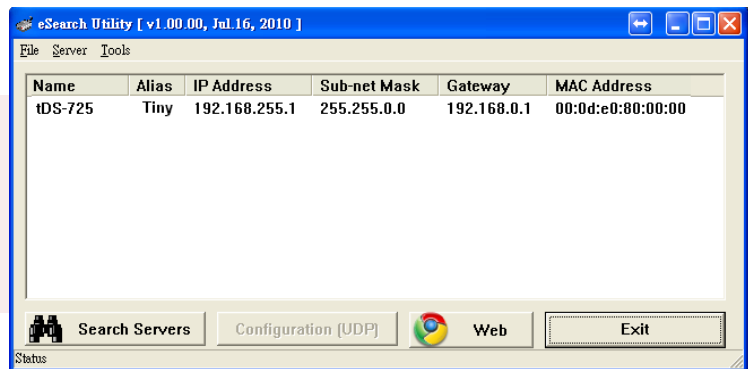 eSearch Utility [ v1.00.00, Jul.16, 2010 ]
File Server Tools
Name Alias IP Address Sub-net Mask Gateway MAC Address
tDS-725 Tiny 192.168.255.1 255.255.0.0 192.168.0.1 00:0d:e0:80:00:00
Search Servers Configuration (UDP) Web Exit
Status